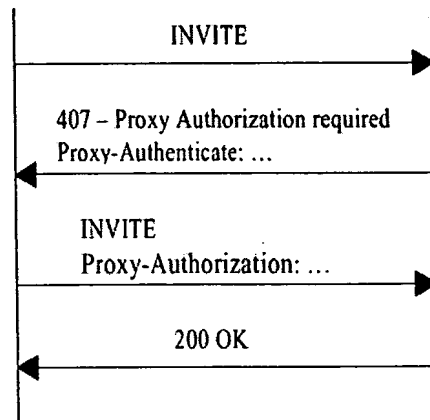 INVITE
407 – Proxy Authorization required
Proxy-Authenticate: ...
INVITE
Proxy-Authorization: ...
200 OK